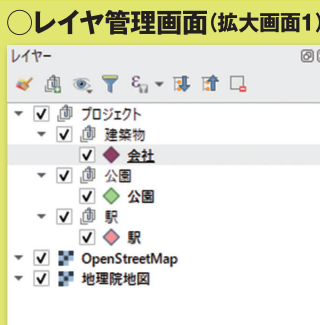 ○レイヤ管理画面(拡大画面1)
レイヤー
プロジェクト
建築物
会社
公園
公園
駅
駅
OpenStreetMap
地理院地図